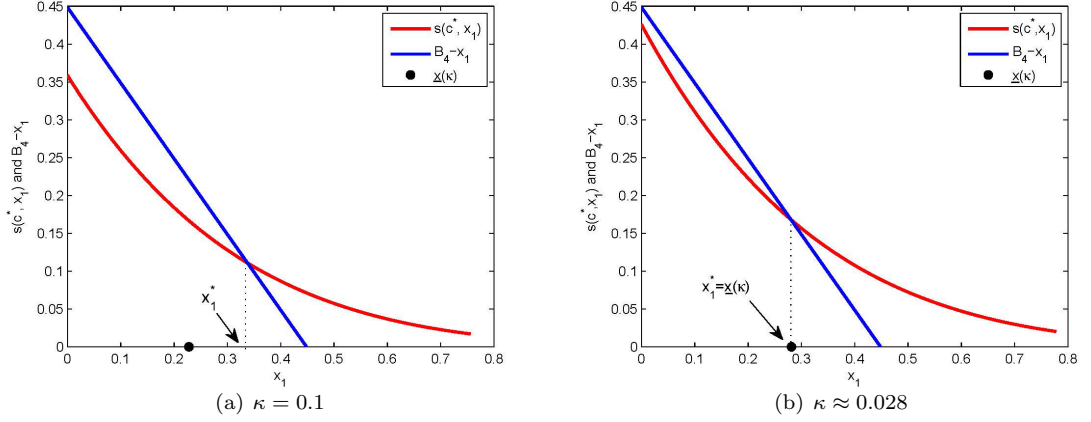 0.45
0.4
0.35
0.3
0.25
0.2
0.15
0.1
0.05
0
s(c*, x₁) and B₄−x₁
s(c*, x₁)
B₄−x₁
x̲(κ)
x₁*
0 0.1 0.2 0.3 0.4 0.5 0.6 0.7 0.8
x₁
(a) κ = 0.1
0.45
0.4
0.35
0.3
0.25
0.2
0.15
0.1
0.05
0
s(c*,x₁) and B₄−x₁
s(c*,x₁)
B₄−x₁
x̲(κ)
x₁*=x̲(κ)
0 0.1 0.2 0.3 0.4 0.5 0.6 0.7 0.8
x₁
(b) κ ≈ 0.028